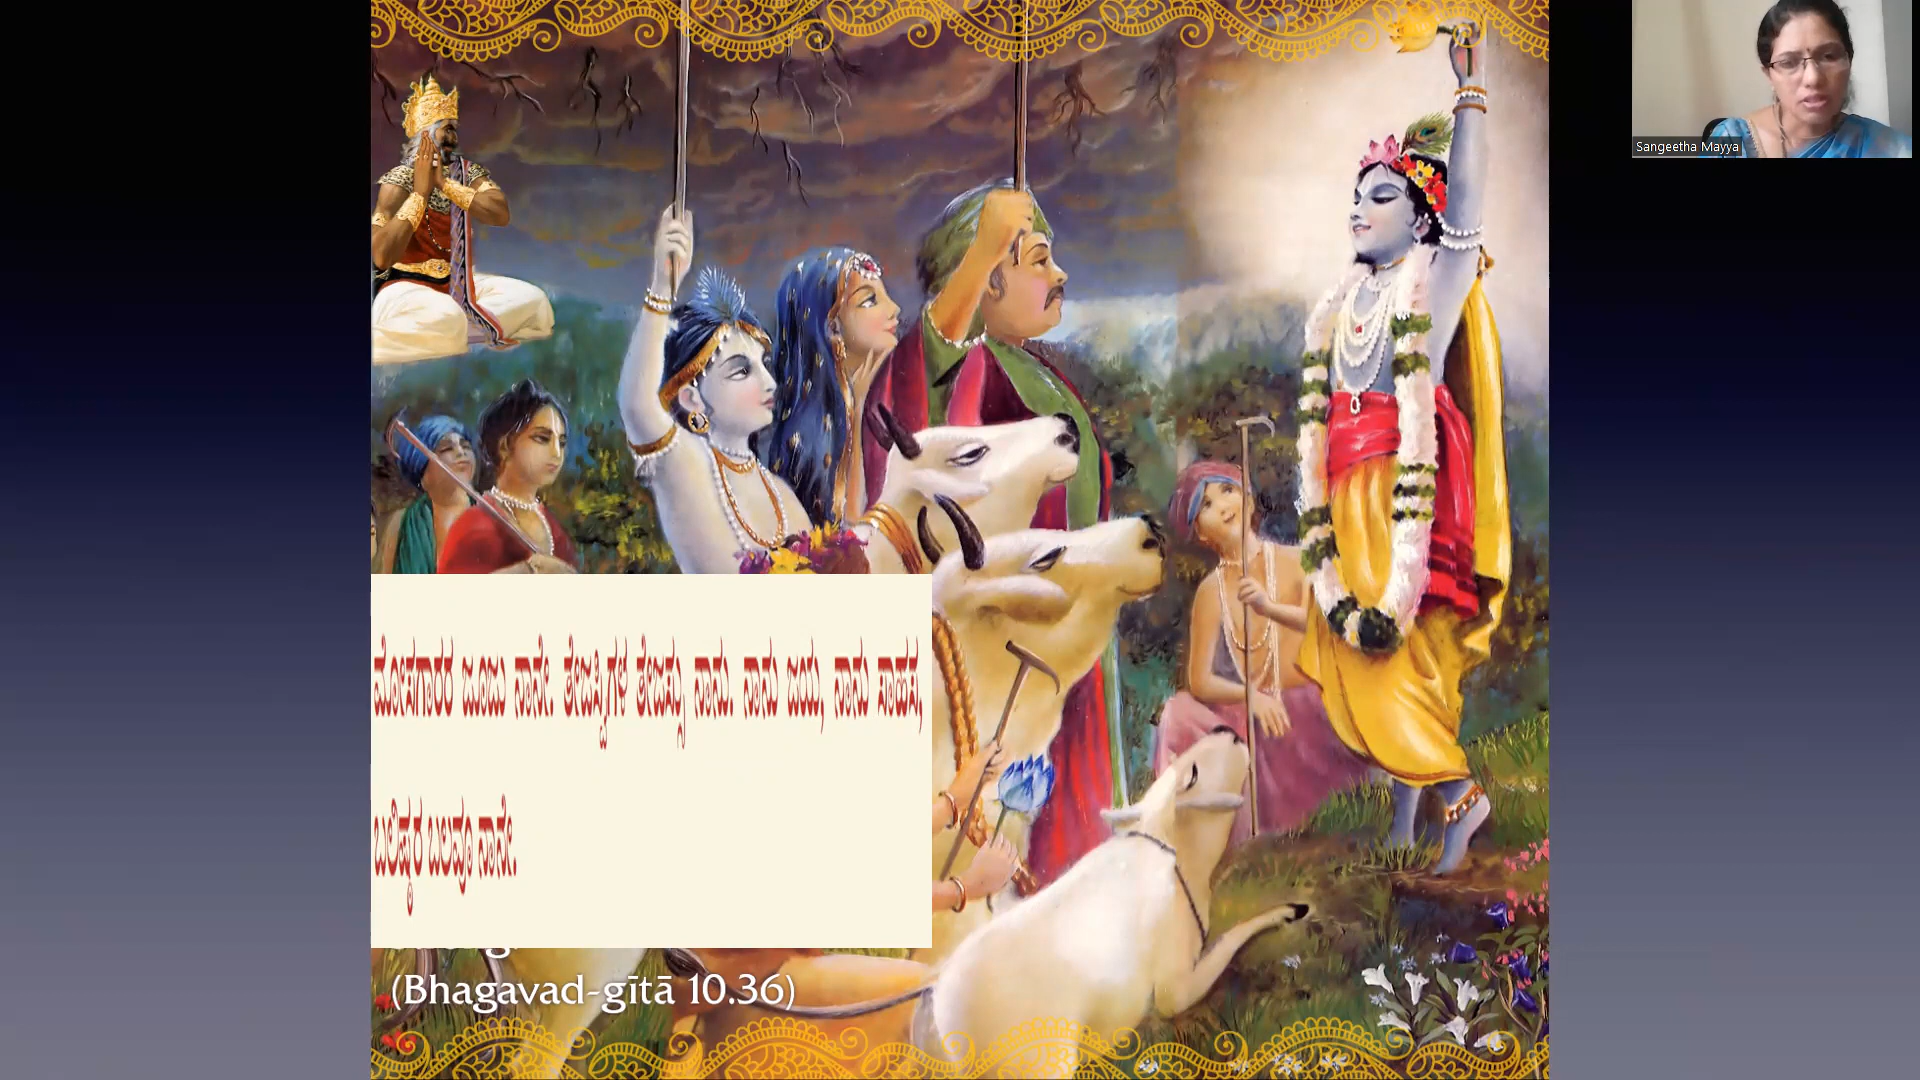 Sangeetha Mayya
ಮೋಸಗಾರರ ಜೂಜು ನಾನೇ. ತೇಜಸ್ವಿಗಳ ತೇಜಸ್ಸು ನಾನು. ನಾನು ಜಯ, ನಾನು ಸಾಹಸ,
ಬಲಿಷ್ಠರ ಬಲವೂ ನಾನೇ.
(Bhagavad-gītā 10.36)